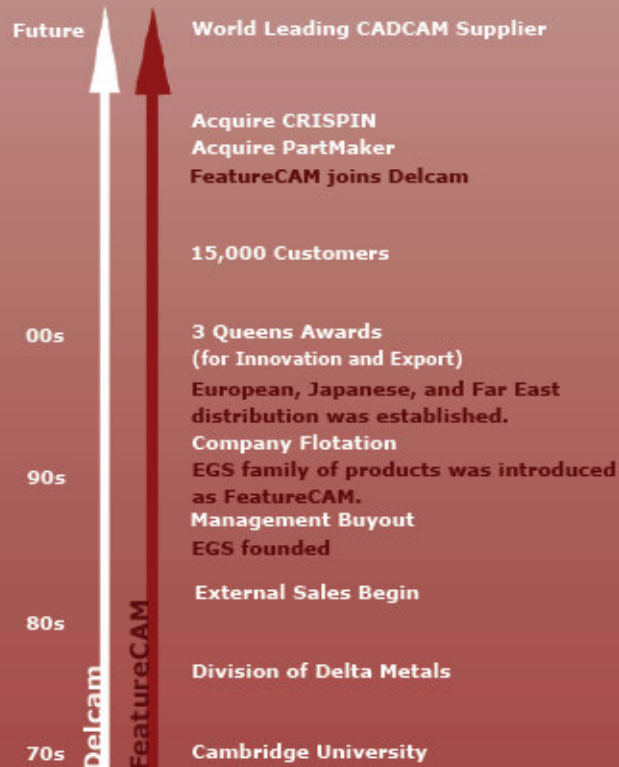 Future
World Leading CADCAM Supplier
Acquire CRISPIN
Acquire PartMaker
FeatureCAM joins Delcam
15,000 Customers
00s
3 Queens Awards
(for Innovation and Export)
European, Japanese, and Far East
distribution was established.
Company Flotation
90s
EGS family of products was introduced
as FeatureCAM.
Management Buyout
EGS founded
External Sales Begin
80s
Division of Delta Metals
Delcam
FeatureCAM
70s
Cambridge University